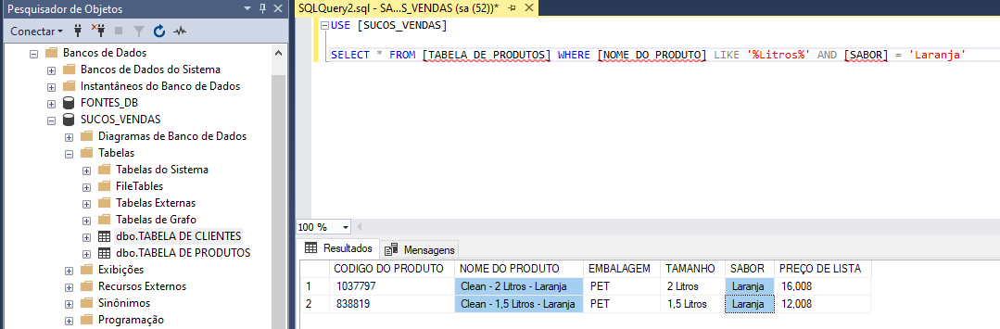 Pesquisador de Objetos
Conectar
Bancos de Dados
Bancos de Dados do Sistema
Instantâneos do Banco de Dados
FONTES_DB
SUCOS_VENDAS
Diagramas de Banco de Dados
Tabelas
Tabelas do Sistema
FileTables
Tabelas Externas
Tabelas de Grafo
dbo.TABELA DE CLIENTES
dbo.TABELA DE PRODUTOS
Exibições
Recursos Externos
Sinônimos
Programação
SQLQuery2.sql - SA...S_VENDAS (sa (52))*
USE [SUCOS_VENDAS]
SELECT * FROM [TABELA DE PRODUTOS] WHERE [NOME DO PRODUTO] LIKE '%Litros%' AND [SABOR] = 'Laranja'
100 %
Resultados Mensagens
CODIGO DO PRODUTO NOME DO PRODUTO EMBALAGEM TAMANHO SABOR PREÇO DE LISTA
1 1037797 Clean - 2 Litros - Laranja PET 2 Litros Laranja 16,008
2 838819 Clean - 1,5 Litros - Laranja PET 1,5 Litros Laranja 12,008